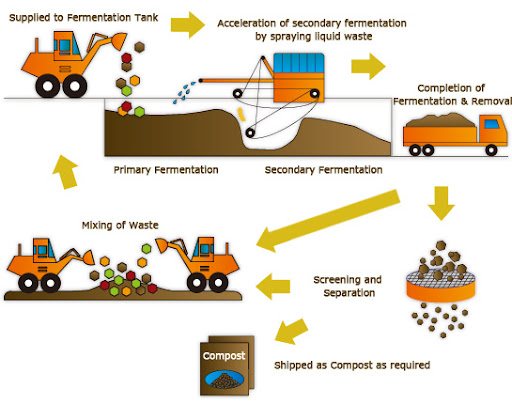 Supplied to Fermentation Tank
Acceleration of secondary fermentation
by spraying liquid waste
Completion of
Fermentation & Removal
Primary Fermentation
Secondary Fermentation
Mixing of Waste
Screening and
Separation
Compost
Shipped as Compost as required